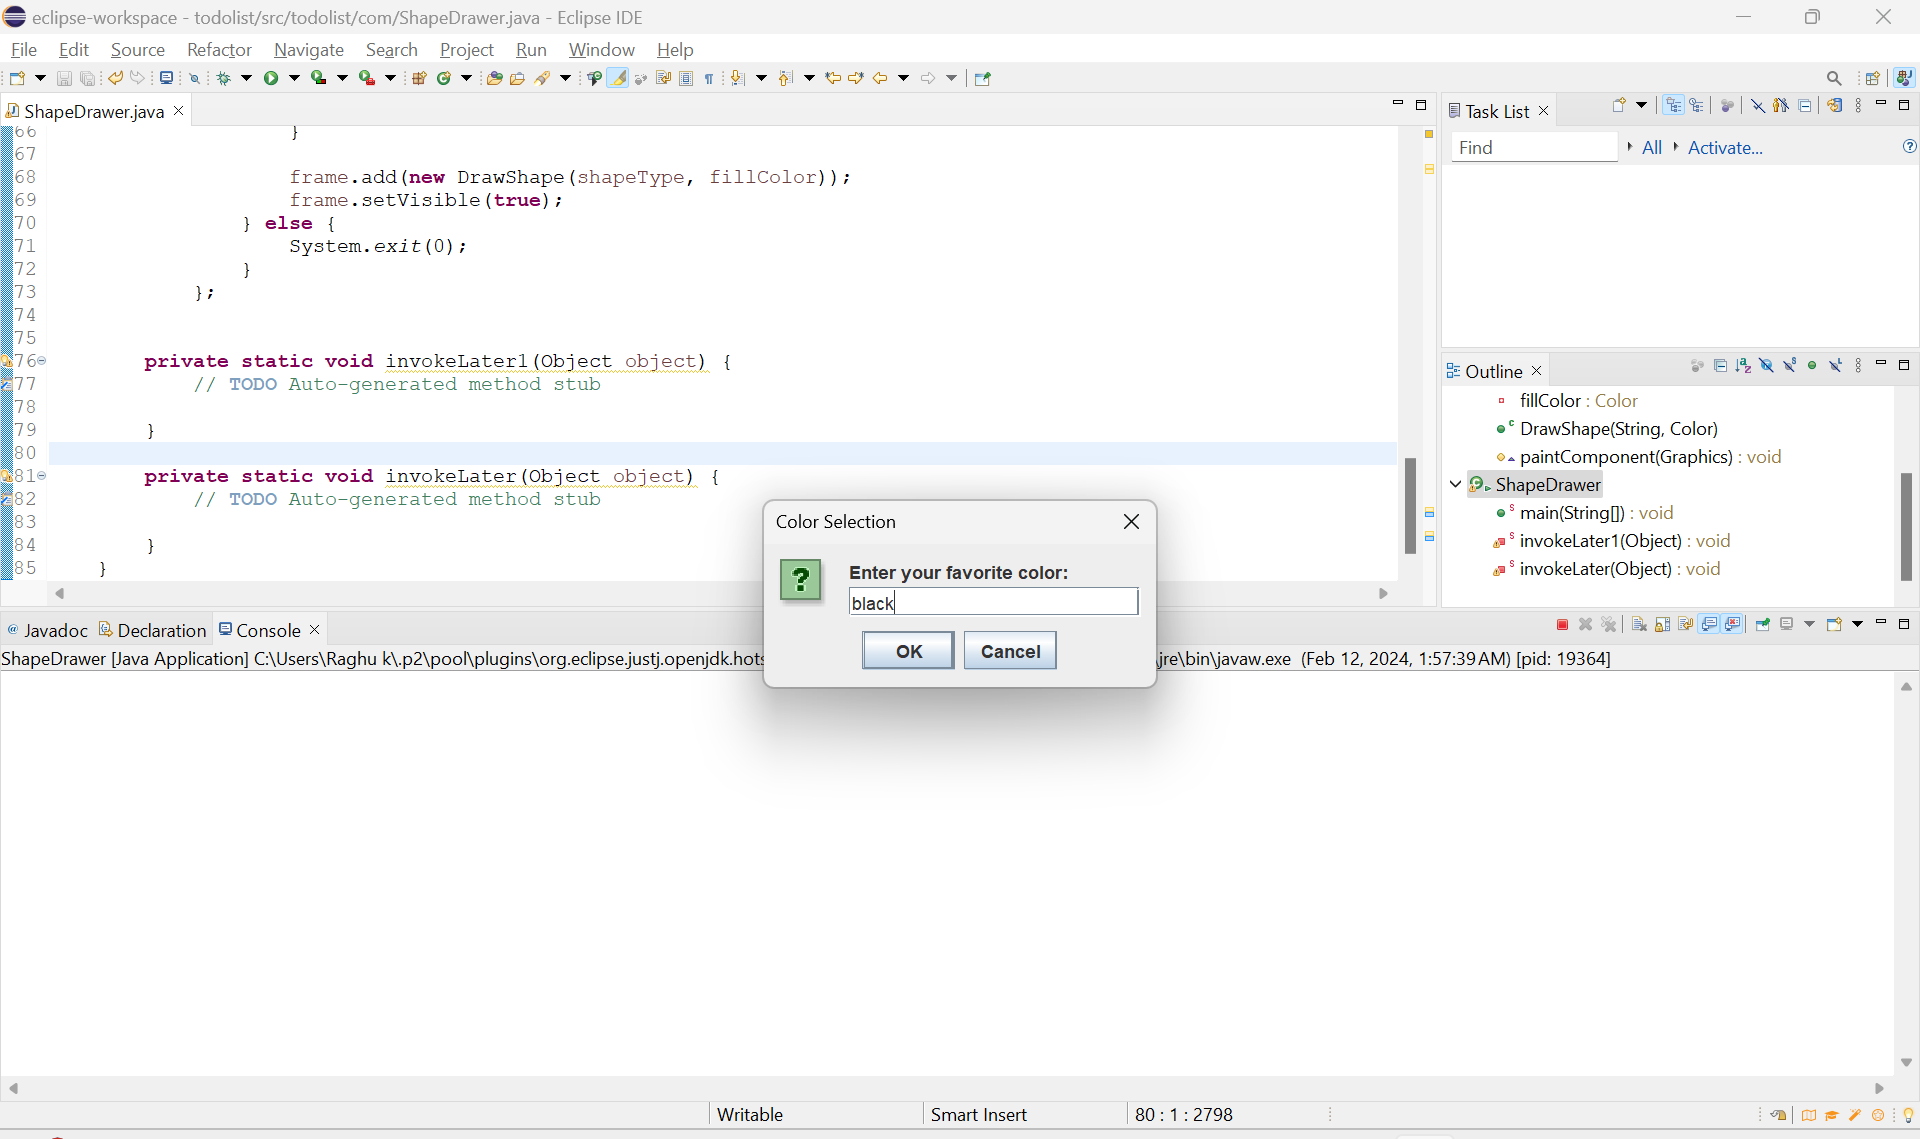 eclipse-workspace - todolist/src/todolist/com/ShapeDrawer.java - Eclipse IDE
File Edit Source Refactor Navigate Search Project Run Window Help
ShapeDrawer.java
66 }
67
68 frame.add(new DrawShape(shapeType, fillColor));
69 frame.setVisible(true);
70 } else {
71 System.exit(0);
72 }
73 };
74
75
76 private static void invokeLater1(Object object) {
77 // TODO Auto-generated method stub
78
79 }
80
81 private static void invokeLater(Object object) {
82 // TODO Auto-generated method stub
83
84 }
85 }
Task List
Find All Activate...
Outline
fillColor : Color
DrawShape(String, Color)
paintComponent(Graphics) : void
ShapeDrawer
main(String[]) : void
invokeLater1(Object) : void
invokeLater(Object) : void
Color Selection
Enter your favorite color:
black
OK Cancel
@ Javadoc Declaration Console
ShapeDrawer [Java Application] C:\Users\Raghu k\.p2\pool\plugins\org.eclipse.justj.openjdk.hots \jre\bin\javaw.exe (Feb 12, 2024, 1:57:39 AM) [pid: 19364]
Writable Smart Insert 80 : 1 : 2798